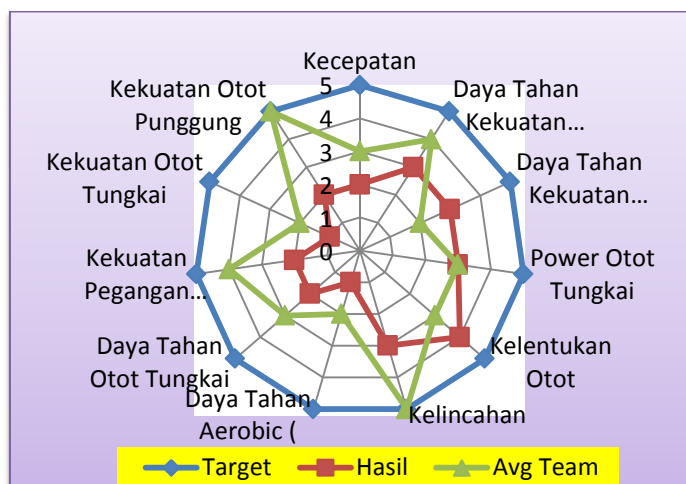 Kecepatan
Daya Tahan
Kekuatan...
Daya Tahan
Kekuatan...
Power Otot
Tungkai
Kelentukan
Otot
Kelincahan
Daya Tahan
Aerobic (
Daya Tahan
Otot Tungkai
Kekuatan
Pegangan...
Kekuatan Otot
Tungkai
Kekuatan Otot
Punggung
5
4
3
2
1
0
Target
Hasil
Avg Team